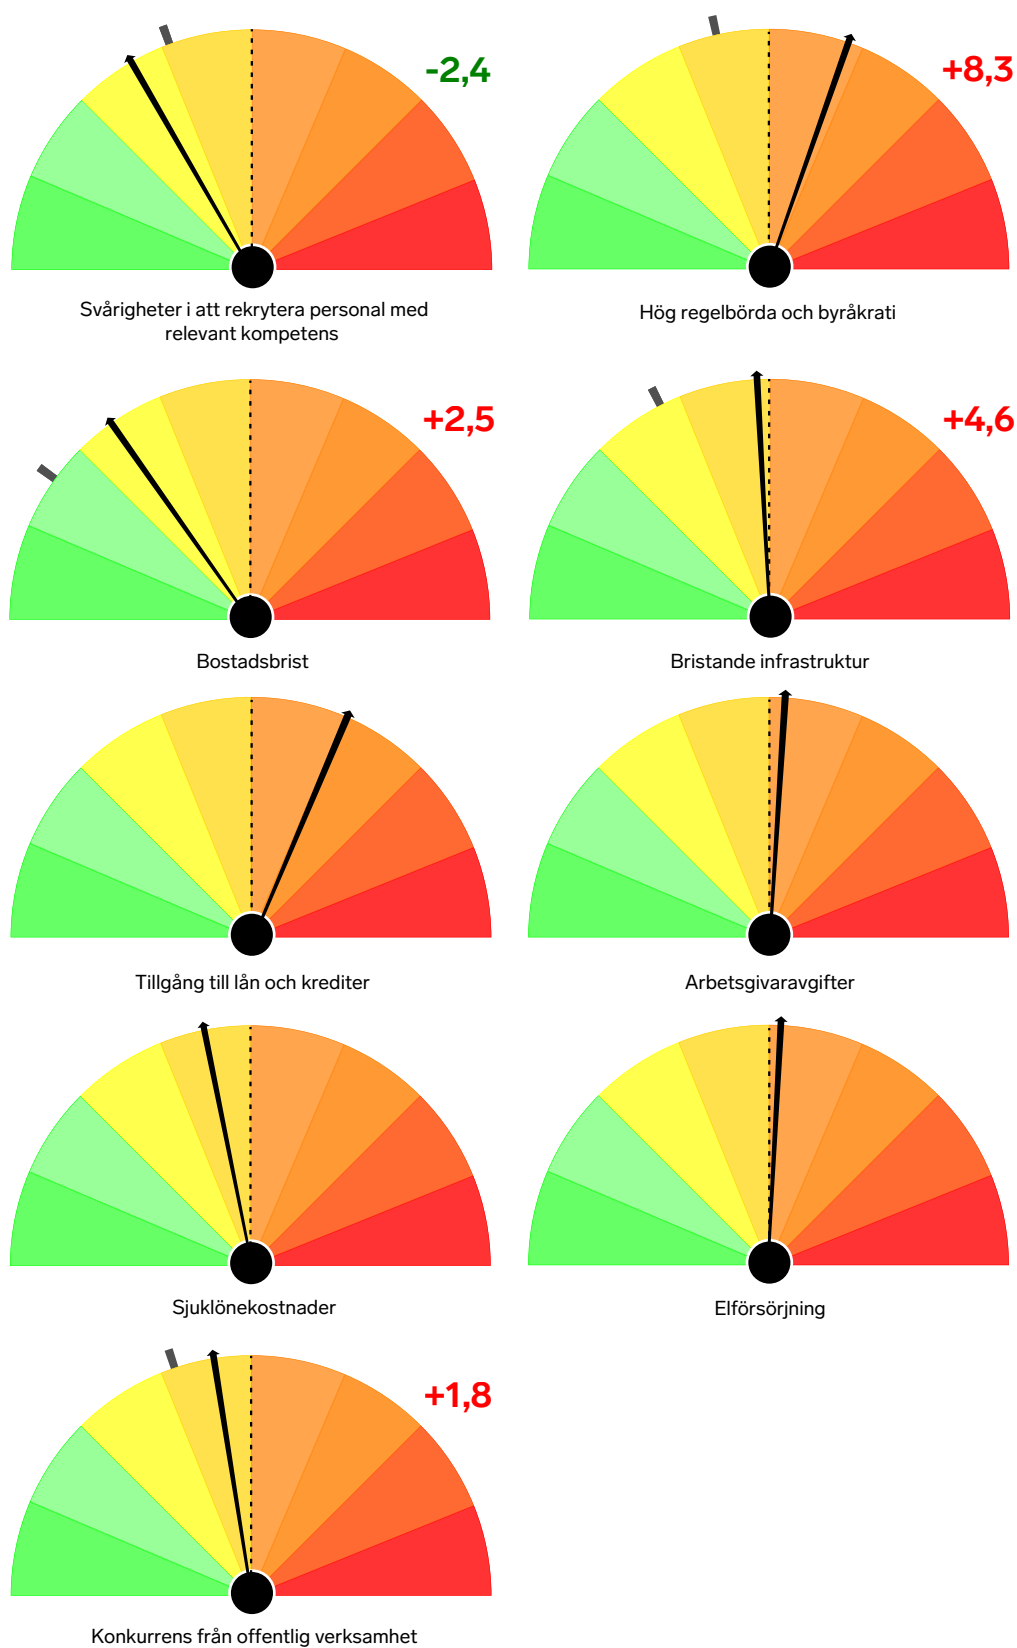 -2,4
Svårigheter i att rekrytera personal med
relevant kompetens
+8,3
Hög regelbörda och byråkrati
+2,5
Bostadsbrist
+4,6
Bristande infrastruktur
Tillgång till lån och krediter
Arbetsgivaravgifter
Sjuklönekostnader
Elförsörjning
+1,8
Konkurrens från offentlig verksamhet